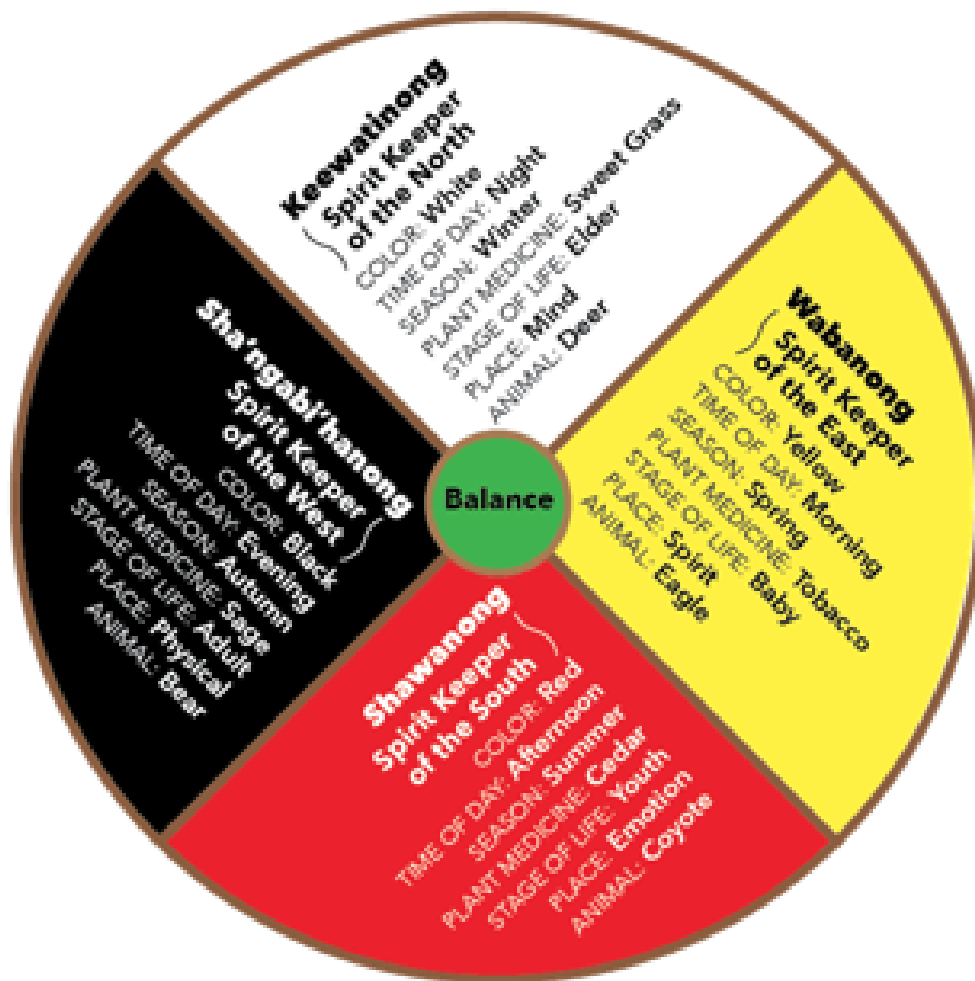 Keewatinong
Spirit Keeper
of the North
COLOR: White
TIME OF DAY: Night
SEASON: Winter
PLANT MEDICINE: Sweet Grass
STAGE OF LIFE: Elder
PLACE: Mind
ANIMAL: Deer
Wabanong
Spirit Keeper
of the East
COLOR: Yellow
TIME OF DAY: Morning
SEASON: Spring
PLANT MEDICINE: Tobacco
STAGE OF LIFE: Baby
PLACE: Spirit
ANIMAL: Eagle
Balance
Sha'ngabi'hanong
Spirit Keeper
of the West
COLOR: Black
TIME OF DAY: Evening
SEASON: Autumn
PLANT MEDICINE: Sage
STAGE OF LIFE: Adult
PLACE: Physical
ANIMAL: Bear
Shawanong
Spirit Keeper
of the South
COLOR: Red
TIME OF DAY: Afternoon
SEASON: Summer
PLANT MEDICINE: Cedar
STAGE OF LIFE: Youth
PLACE: Emotion
ANIMAL: Coyote